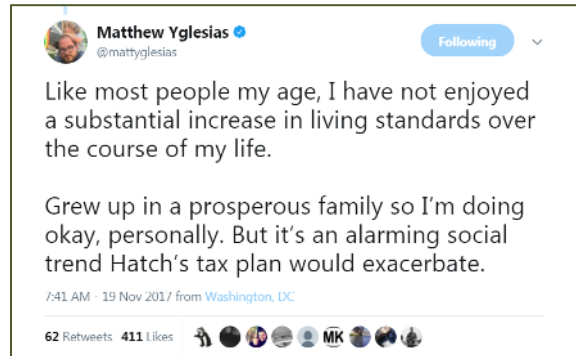 Matthew Yglesias
@mattyglesias
Following
Like most people my age, I have not enjoyed
a substantial increase in living standards over
the course of my life.
Grew up in a prosperous family so I'm doing
okay, personally. But it's an alarming social
trend Hatch's tax plan would exacerbate.
7:41 AM - 19 Nov 2017 from Washington, DC
62 Retweets 411 Likes MK